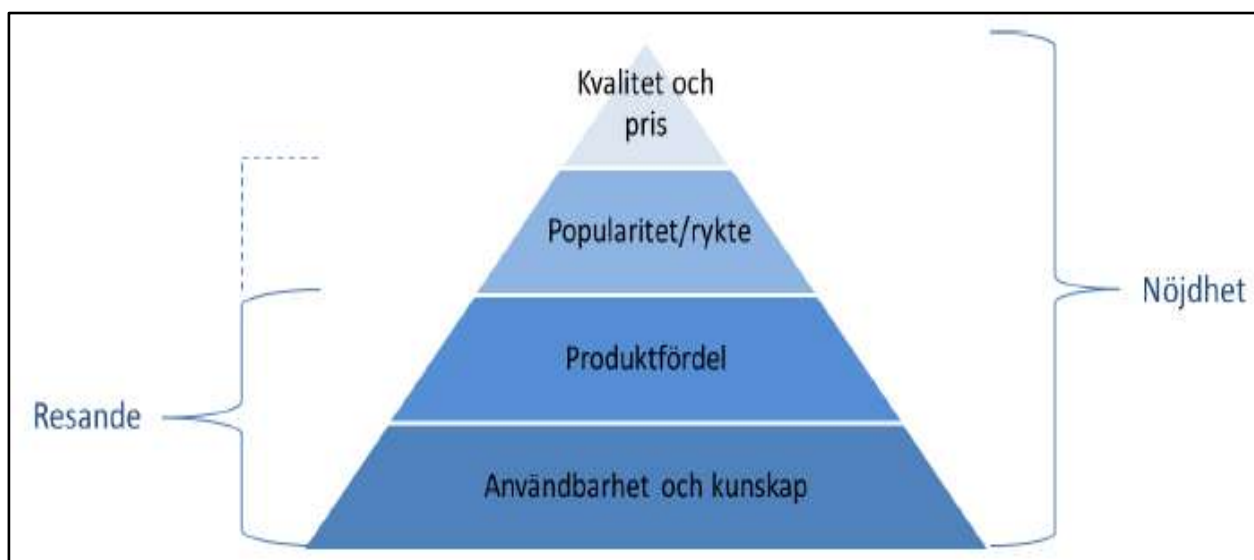 Kvalitet och
pris
Popularitet/rykte
Nöjdhet
Produktfördel
Resande
Användbarhet och kunskap